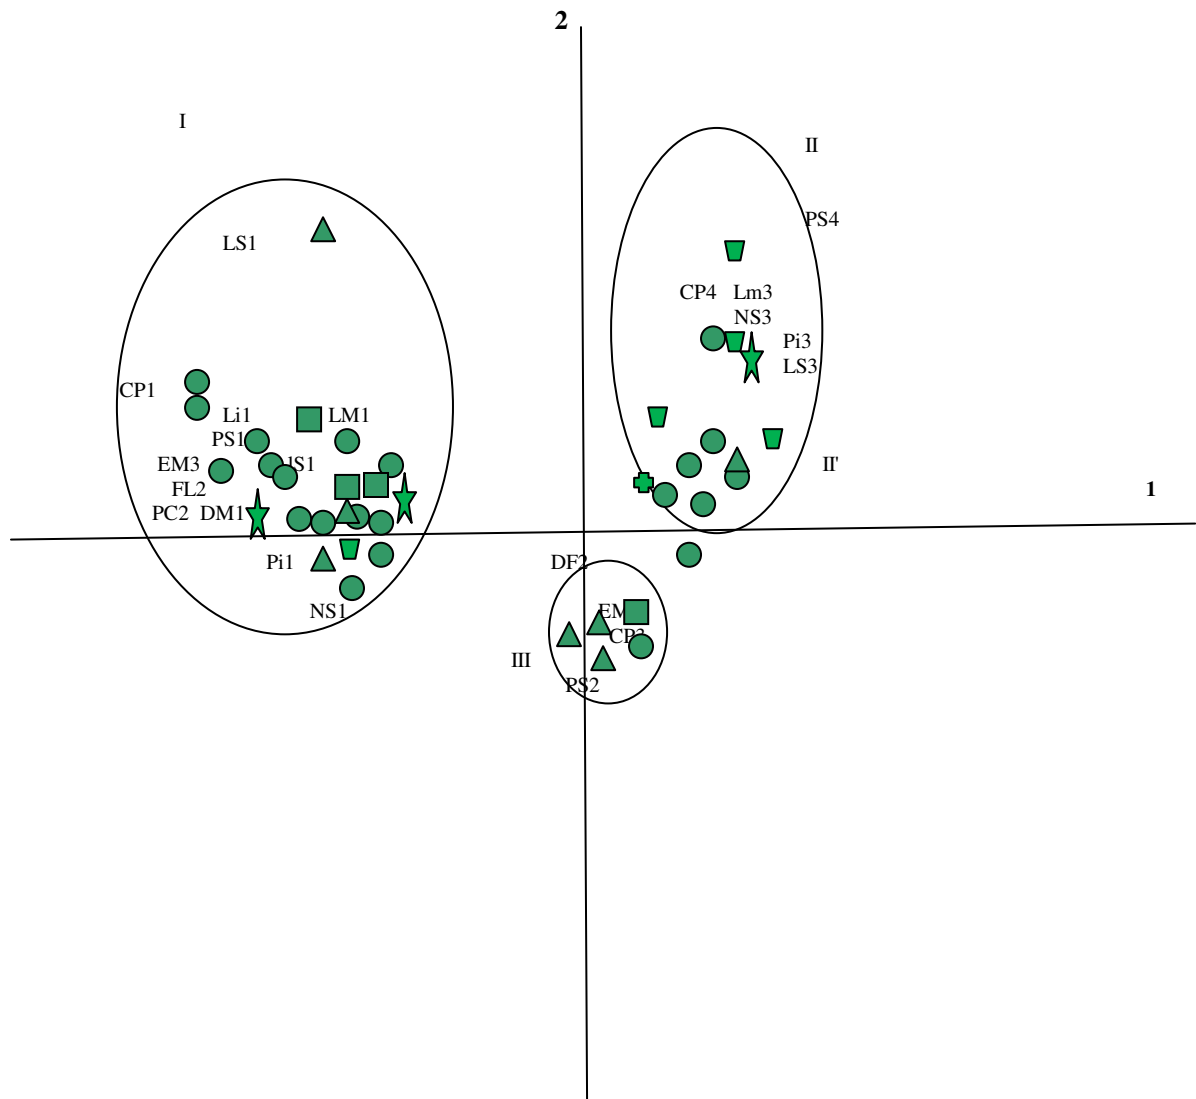 2
I
II
PS4
LS1
CP4 Lm3
NS3
Pi3
LS3
CP1
Li1 LM1
PS1
EM3
II'
FL2
PC2 DM1
1
Pi1
DF2
NS1
CP3
III
PS2